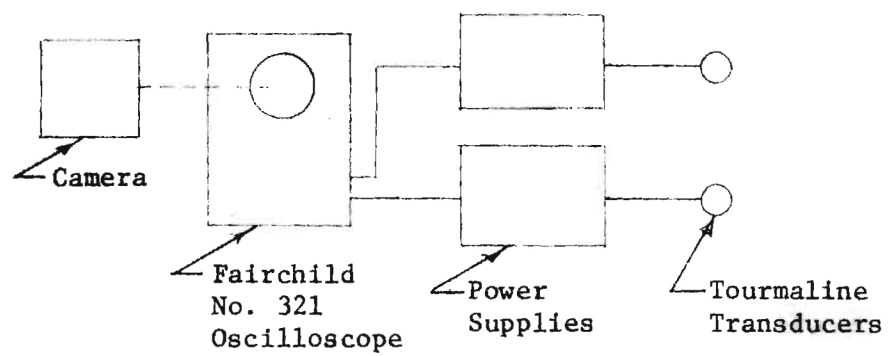 Camera
Fairchild
No. 321
Oscilloscope
Power
Supplies
Tourmaline
Transducers